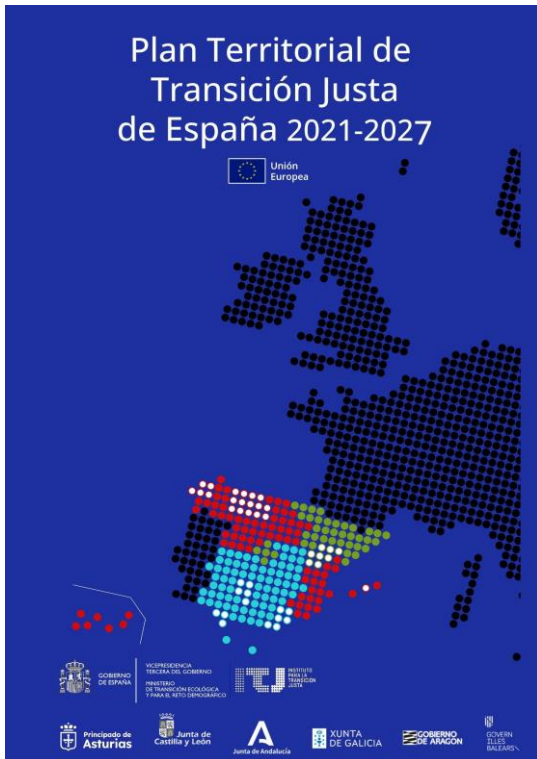 Plan Territorial de
Transición Justa
de España 2021-2027
Unión
Europea
GOBIERNO
DE ESPAÑA
VICEPRESIDENCIA
TERCERA DEL GOBIERNO
MINISTERIO
DE TRANSICIÓN ECOLÓGICA
Y PARA EL RETO DEMOGRÁFICO
ITJ
INSTITUTO
PARA LA
TRANSICIÓN
JUSTA
Principado de
Asturias
Junta de
Castilla y León
Junta de Andalucía
XUNTA
DE GALICIA
GOBIERNO
DE ARAGON
GOVERN
ILLES
BALEARS